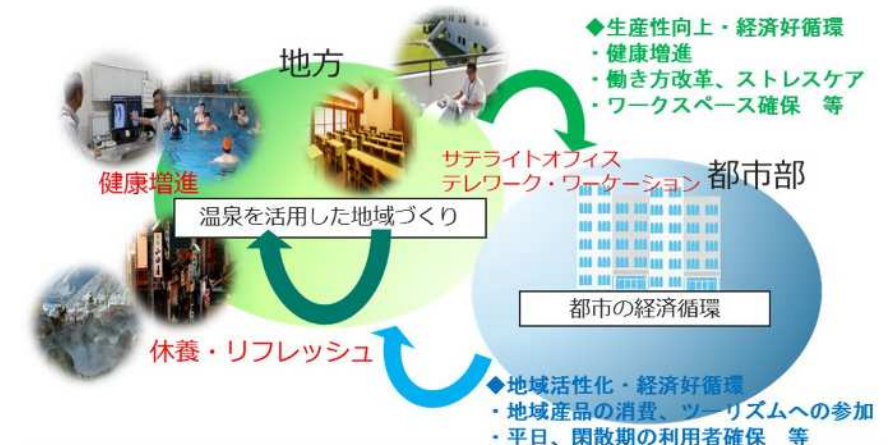 ◆生産性向上・経済好循環
・健康増進
・働き方改革、ストレスケア
・ワークスペース確保　等
地方
サテライトオフィス
テレワーク・ワーケーション
都市部
健康増進
温泉を活用した地域づくり
都市の経済循環
休養・リフレッシュ
◆地域活性化・経済好循環
・地域産品の消費、ツーリズムへの参加
・平日、閑散期の利用者確保　等